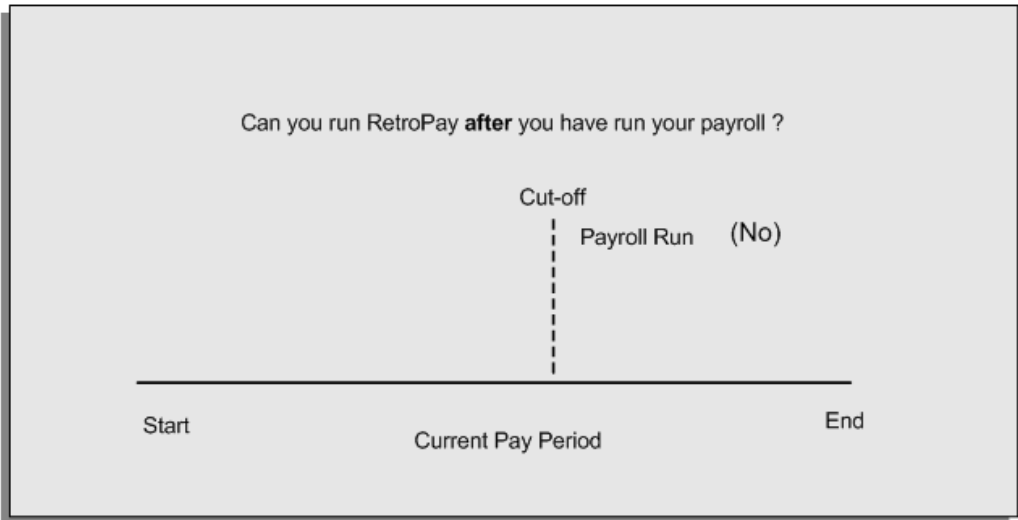 Can you run RetroPay after you have run your payroll ?
Cut-off
Payroll Run (No)
Start
End
Current Pay Period